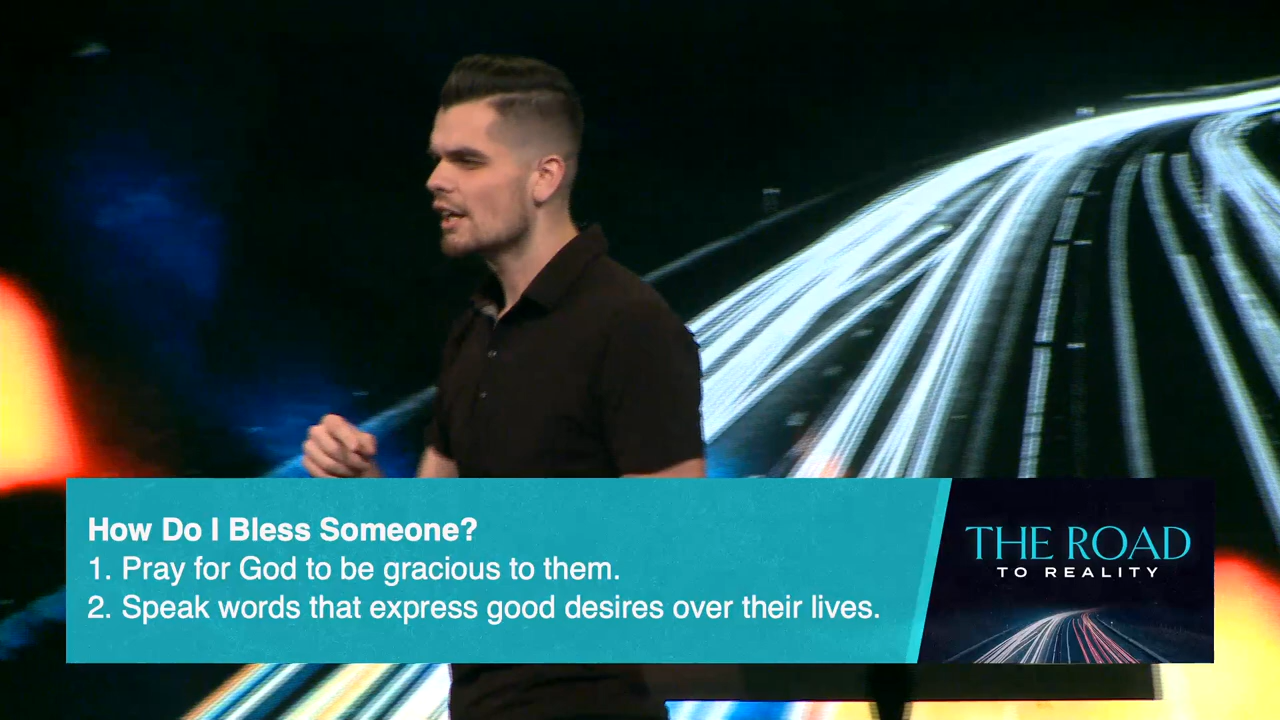 How Do I Bless Someone?
1. Pray for God to be gracious to them.
2. Speak words that express good desires over their lives.
THE ROAD
TO REALITY